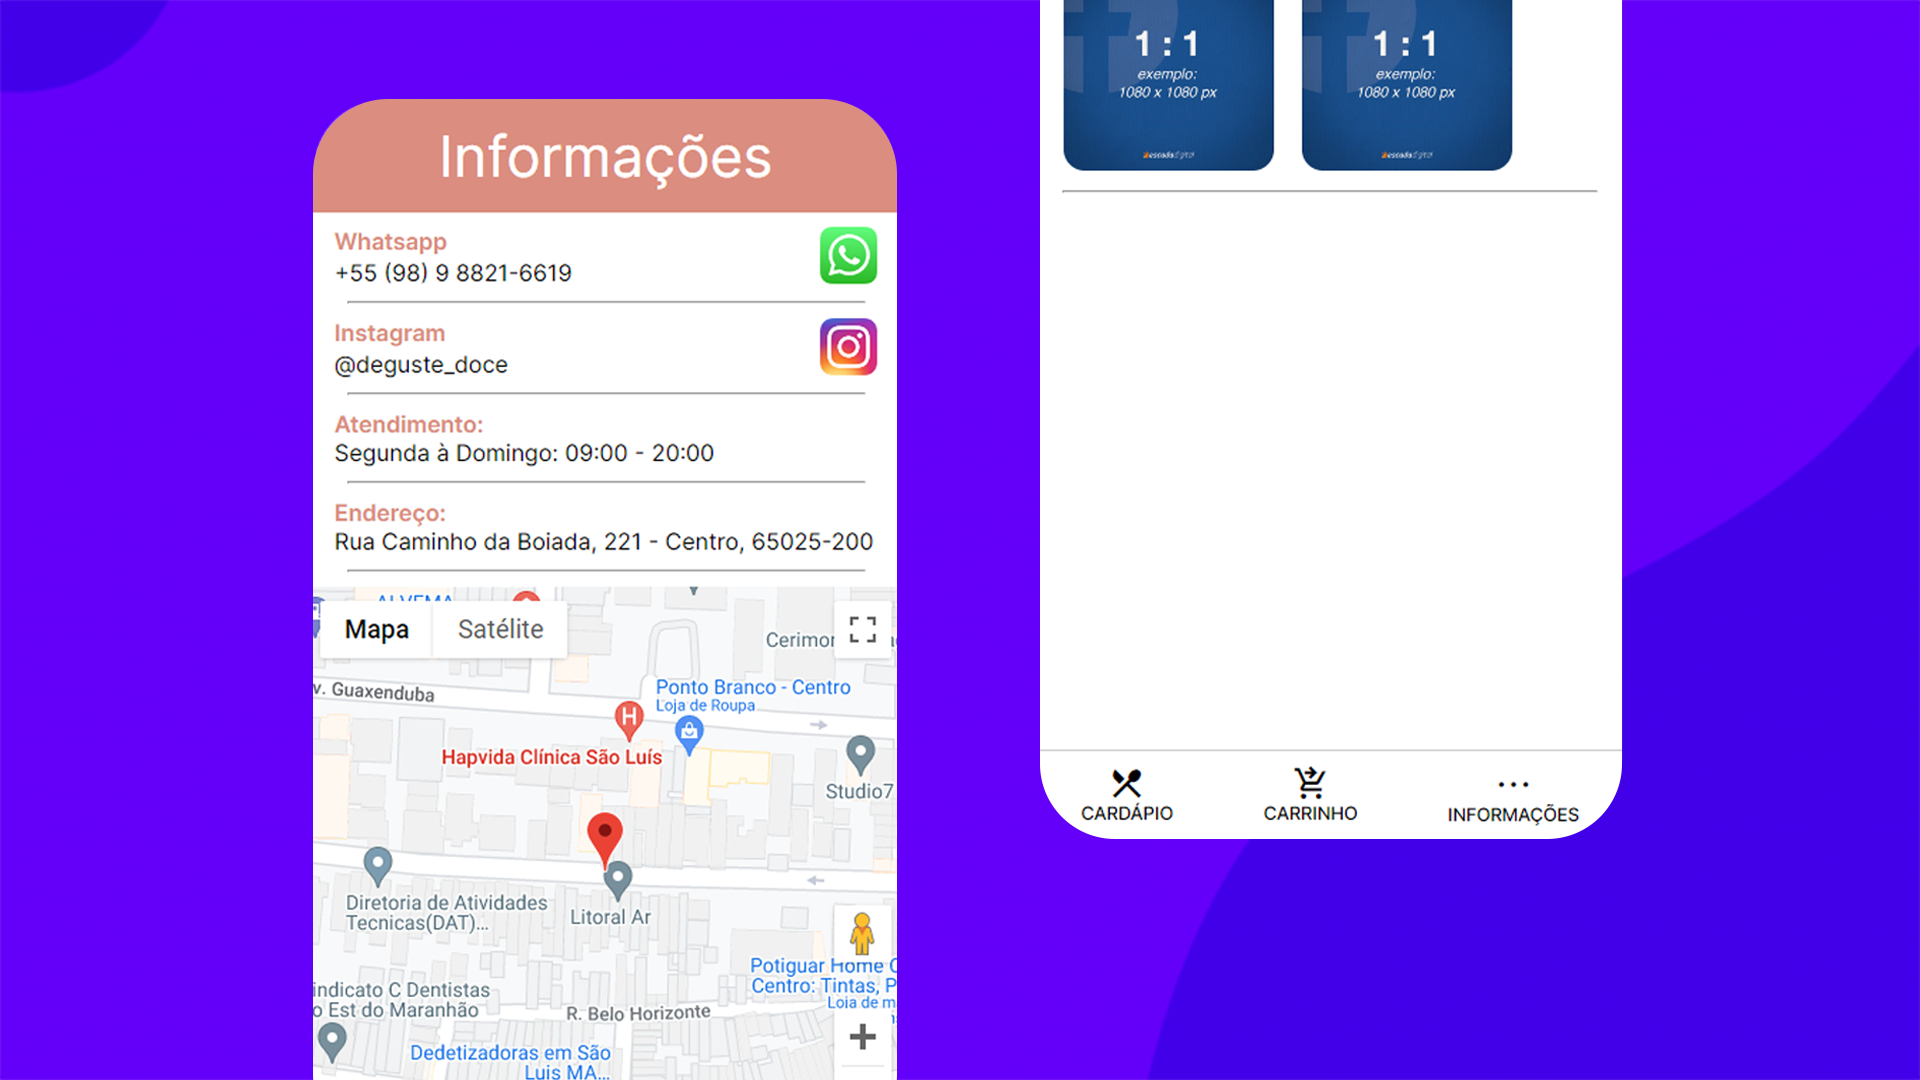 Informações
Whatsapp
+55 (98) 9 8821-6619
Instagram
@deguste_doce
Atendimento:
Segunda à Domingo: 09:00 - 20:00
Endereço:
Rua Caminho da Boiada, 221 - Centro, 65025-200
ALVEMA
Mapa
Satélite
Cerimon
v. Guaxenduba
Ponto Branco - Centro
Loja de Roupa
H
Hapvida Clínica São Luís
Studio7
Diretoria de Atividades
Tecnicas(DAT)...
Litoral Ar
Potiguar Home C
Centro: Tintas, P
Loja de m
indicato C Dentistas
o Est do Maranhão
R. Belo Horizonte
Dedetizadoras em São
Luis MA...
1 : 1
exemplo:
1080 x 1080 px
escadadigital
1 : 1
exemplo:
1080 x 1080 px
escadadigital
CARDÁPIO
CARRINHO
INFORMAÇÕES